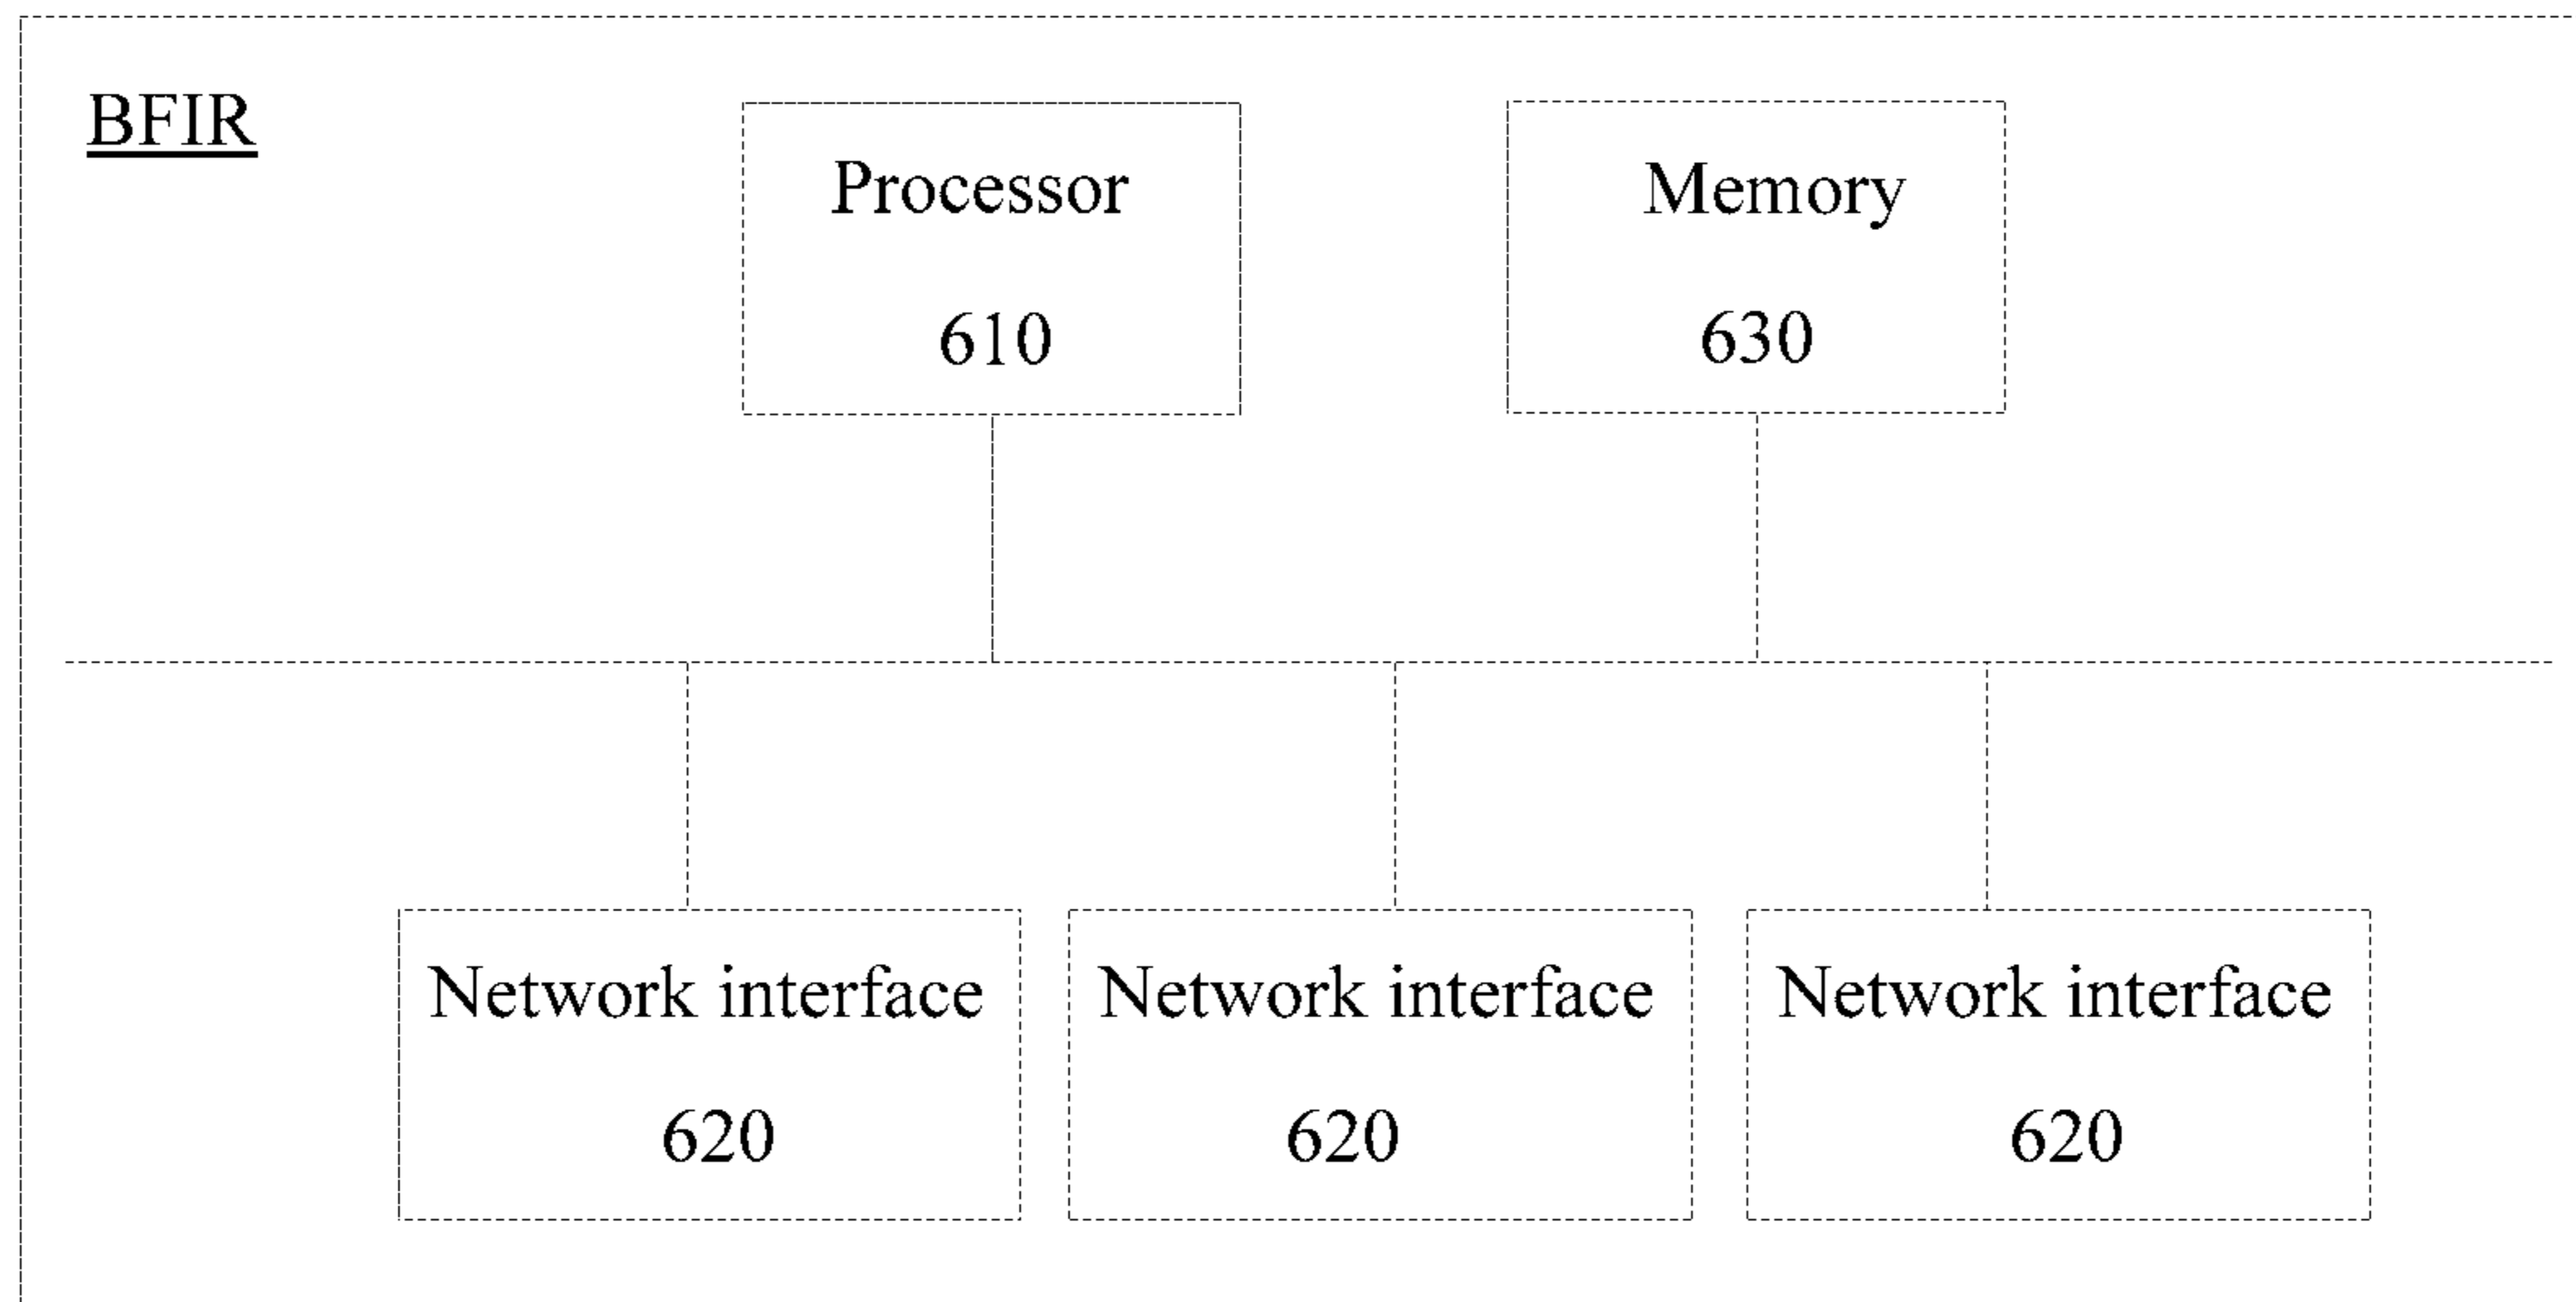 BFIR
Processor
610
Memory
630
Network interface
620
Network interface
620
Network interface
620